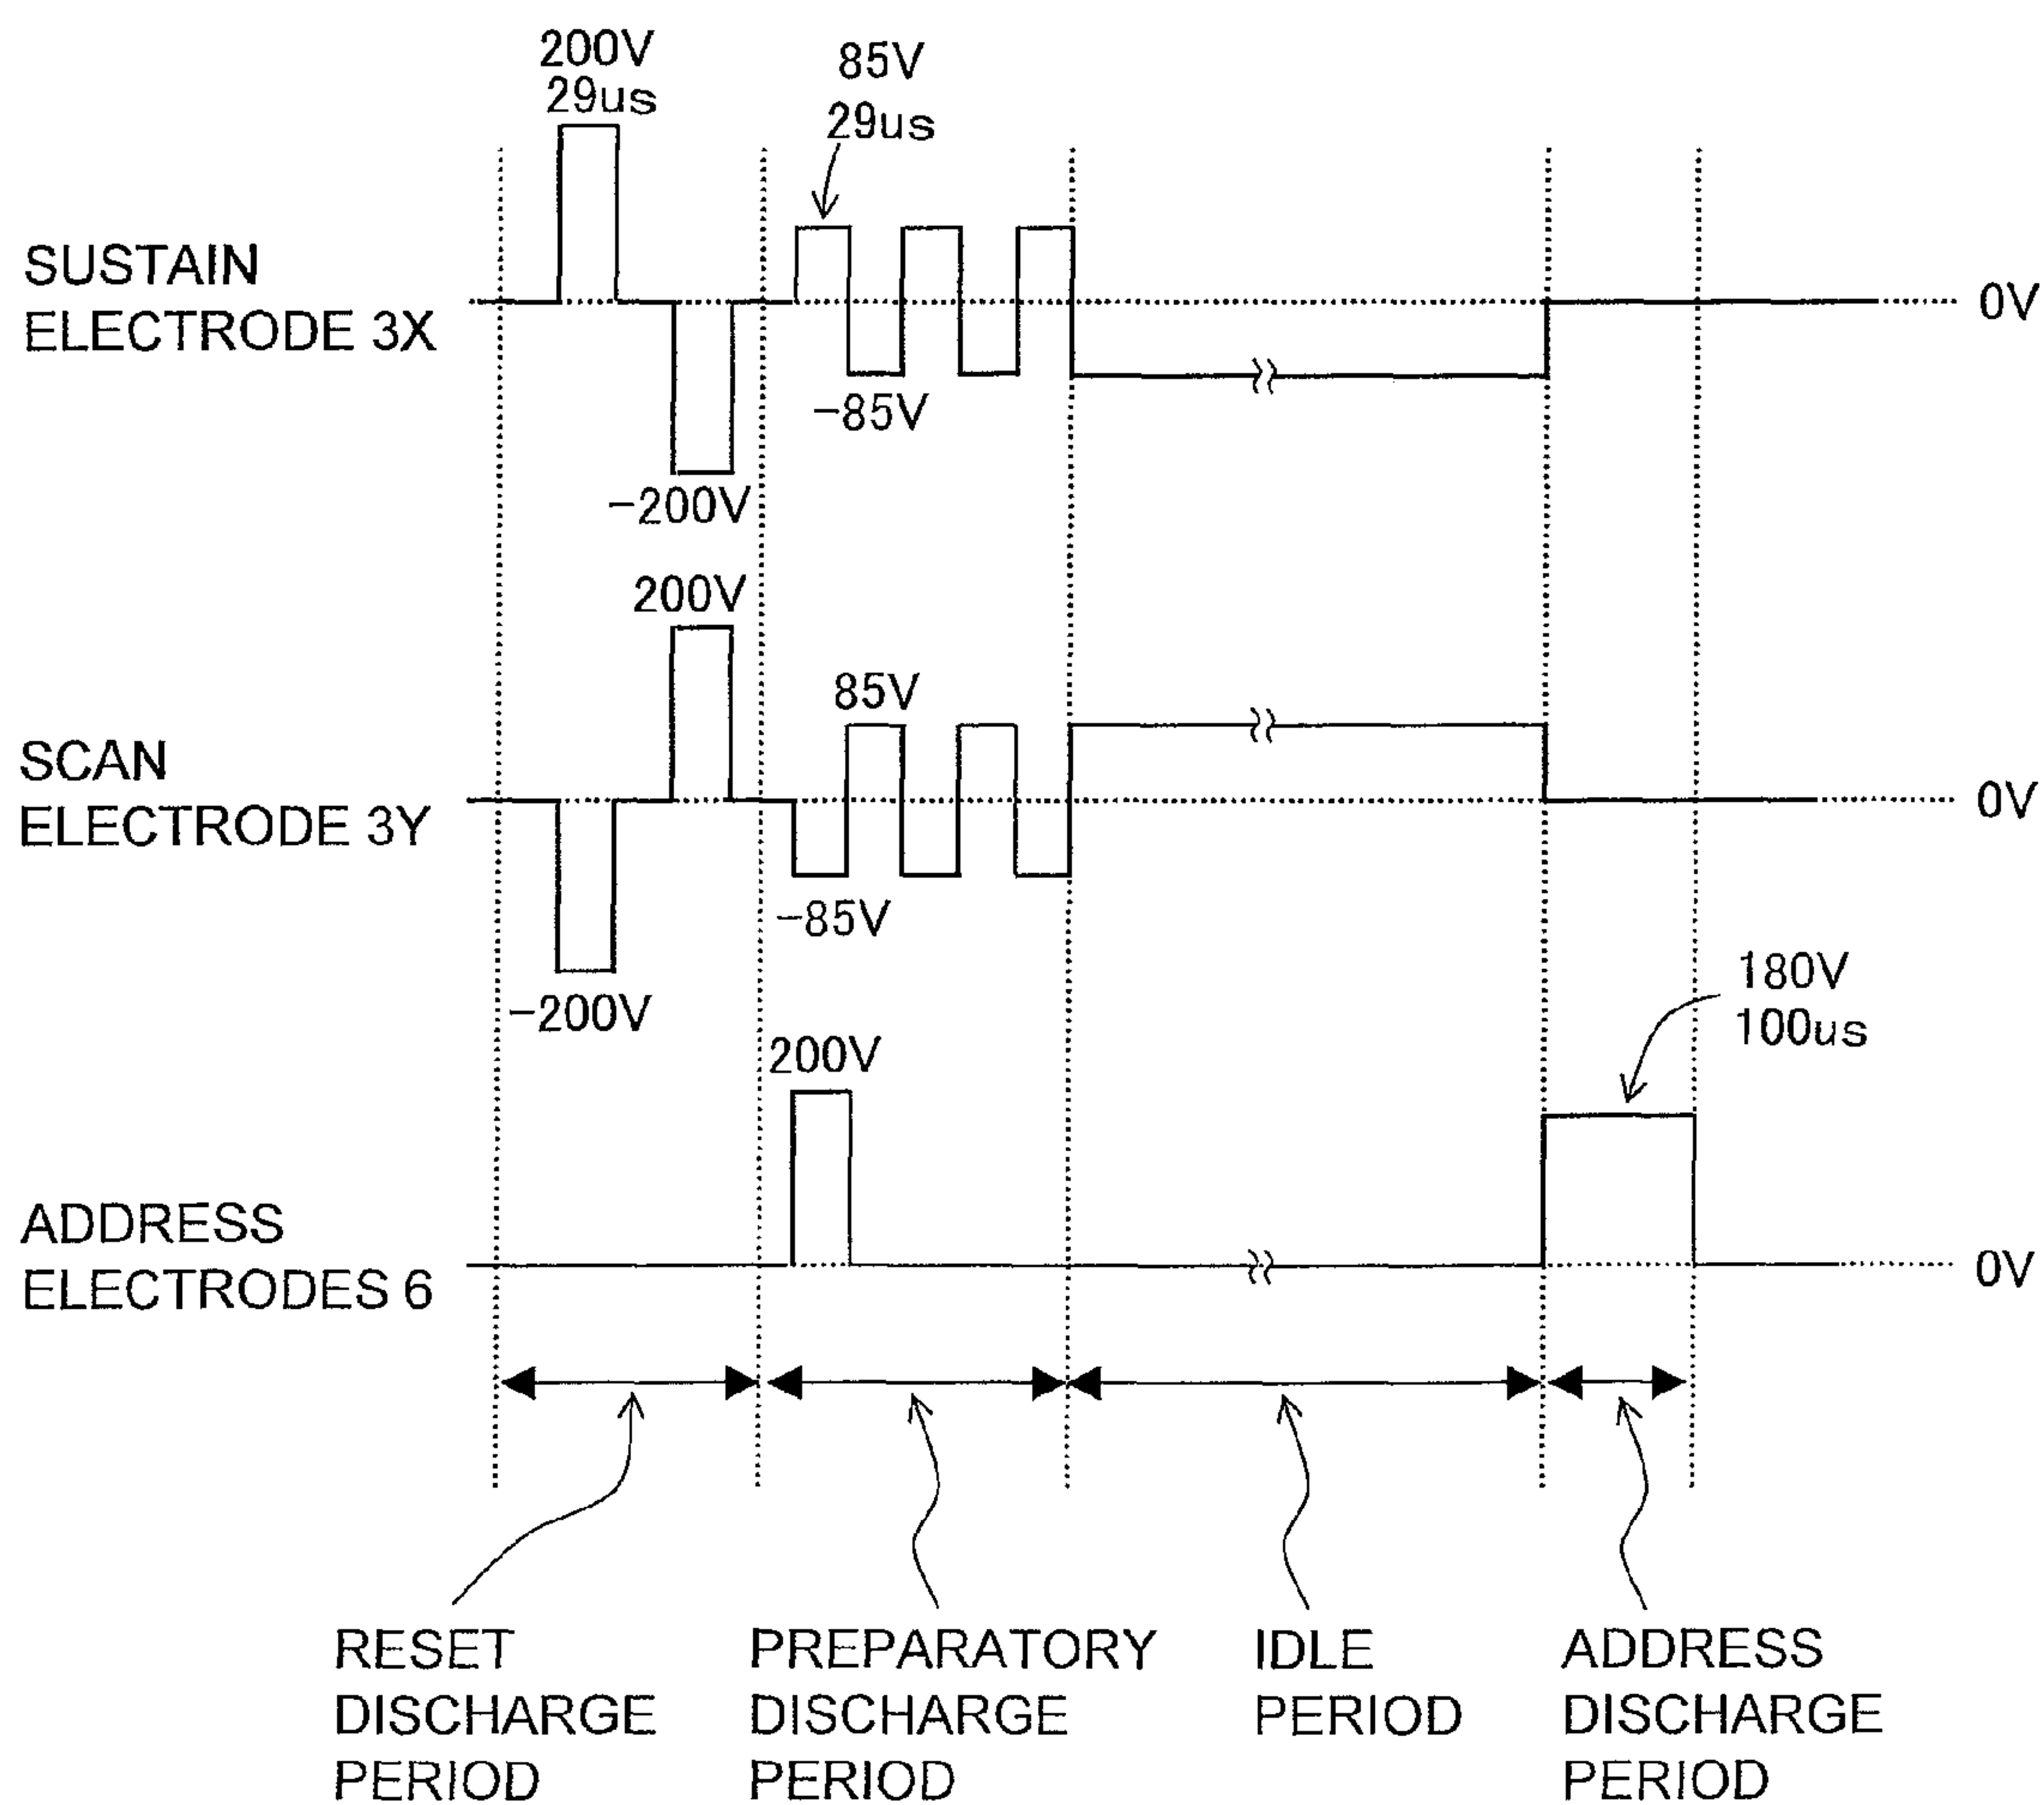 200V
29us
85V
29us
SUSTAIN
ELECTRODE 3X
0V
-85V
-200V
200V
85V
SCAN
ELECTRODE 3Y
0V
-85V
-200V
180V
100us
200V
ADDRESS
ELECTRODES 6
0V
RESET
DISCHARGE
PERIOD
PREPARATORY
DISCHARGE
PERIOD
IDLE
PERIOD
ADDRESS
DISCHARGE
PERIOD